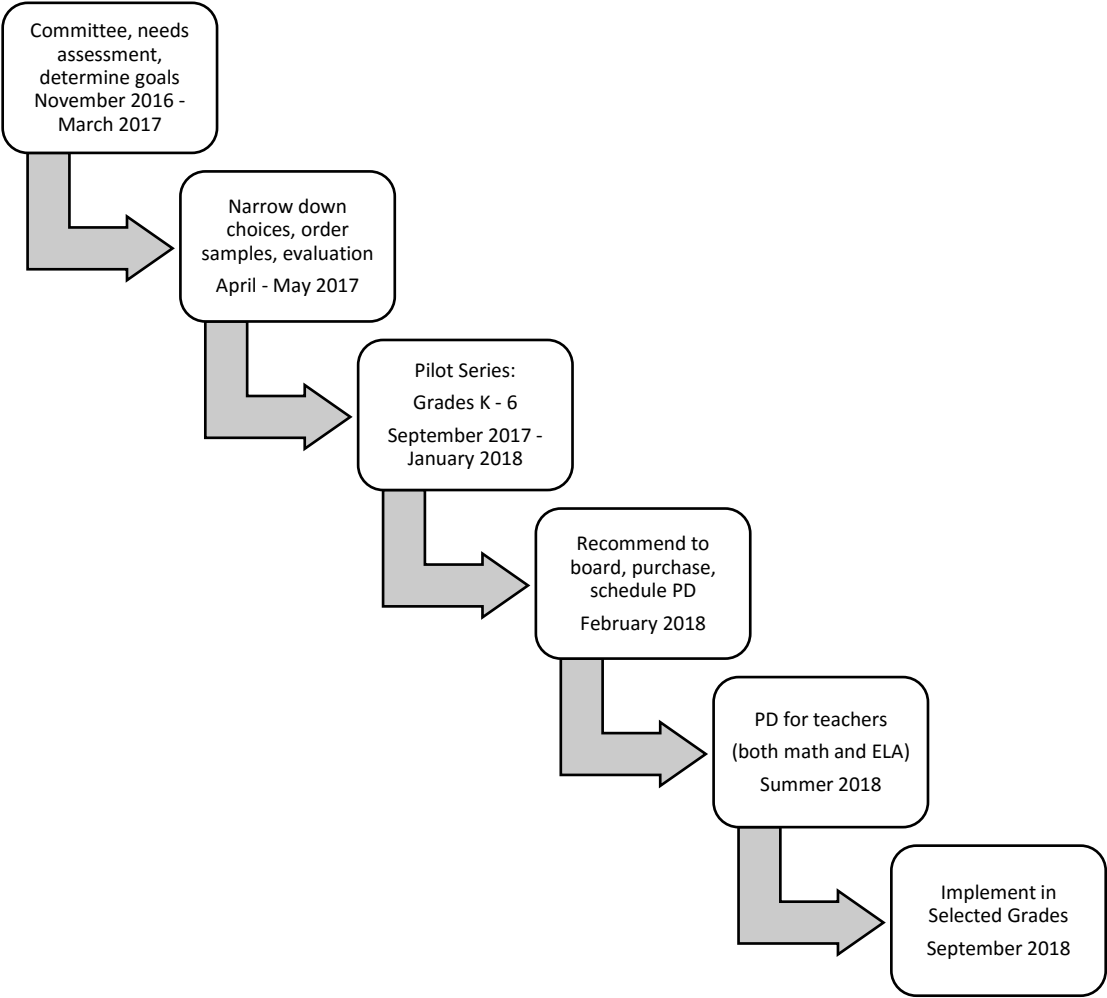 Committee, needs
assessment,
determine goals
November 2016 -
March 2017
Narrow down
choices, order
samples, evaluation
April - May 2017
Pilot Series:
Grades K - 6
September 2017 -
January 2018
Recommend to
board, purchase,
schedule PD
February 2018
PD for teachers
(both math and ELA)
Summer 2018
Implement in
Selected Grades
September 2018